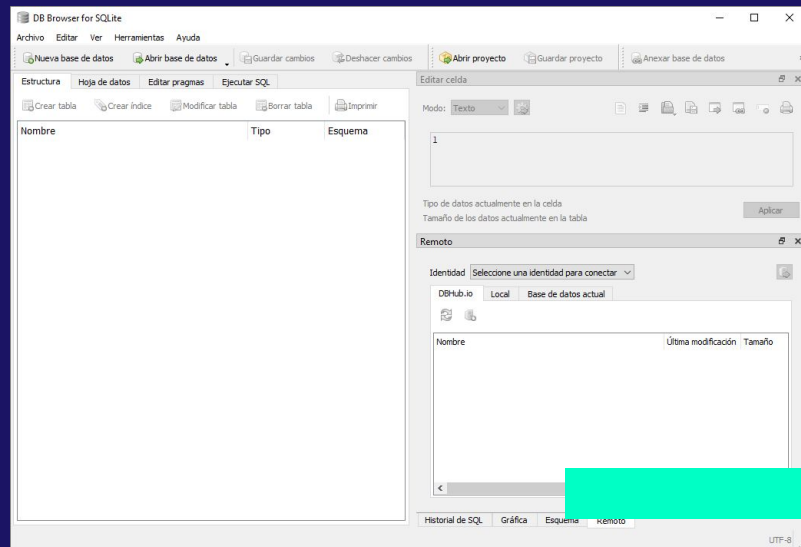 DB Browser for SQLite
Archivo Editar Ver Herramientas Ayuda
Nueva base de datos Abrir base de datos Guardar cambios Deshacer cambios Abrir proyecto Guardar proyecto Anexar base de datos
Estructura Hoja de datos Editar pragmas Ejecutar SQL
Crear tabla Crear índice Modificar tabla Borrar tabla Imprimir
Nombre Tipo Esquema
Editar celda
Modo: Texto
1
Tipo de datos actualmente en la celda
Tamaño de los datos actualmente en la tabla
Aplicar
Remoto
Identidad Seleccione una identidad para conectar
DBHub.io Local Base de datos actual
Nombre Última modificación Tamaño
Historial de SQL Gráfica Esquema Remoto
UTF-8